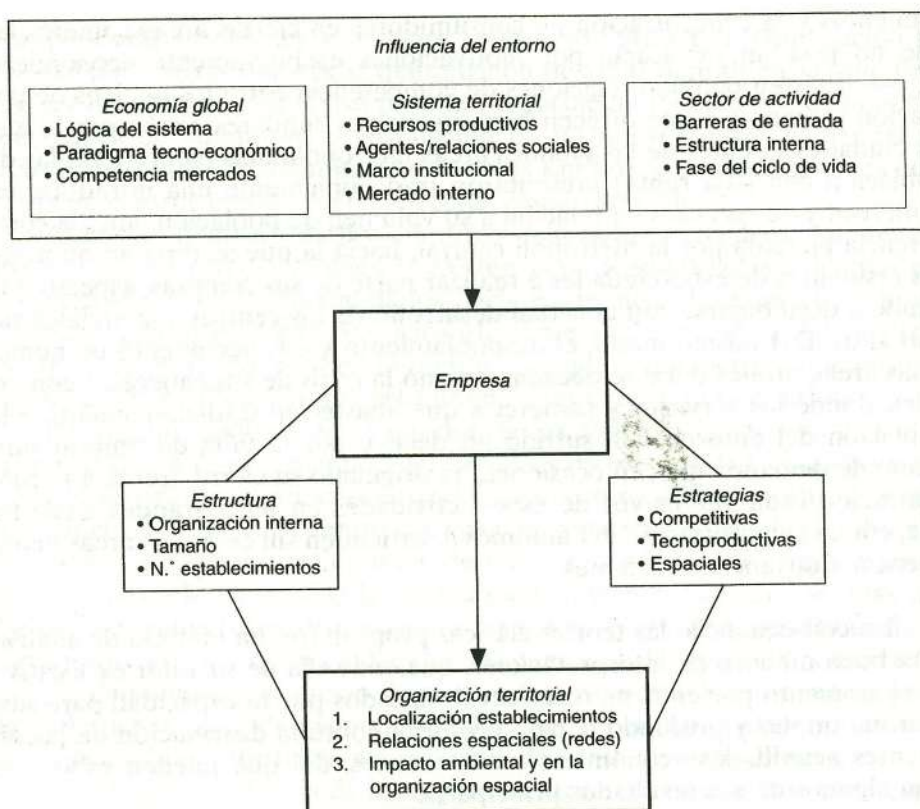 Influencia del entorno
Economía global
• Lógica del sistema
• Paradigma tecno-económico
• Competencia mercados
Sistema territorial
• Recursos productivos
• Agentes/relaciones sociales
• Marco institucional
• Mercado local
Sector de actividad
• Barreras de entrada
• Estructura interna
• Fase del ciclo de vida
Empresa
Estructura
• Organización interna
• Tamaño
• N.° establecimientos
Estrategias
• Competitivas
• Tecnoproductivas
• Espaciales
Organización territorial
1. Localización establecimientos
2. Relaciones espaciales (redes)
3. Impacto ambiental y en la
organización espacial